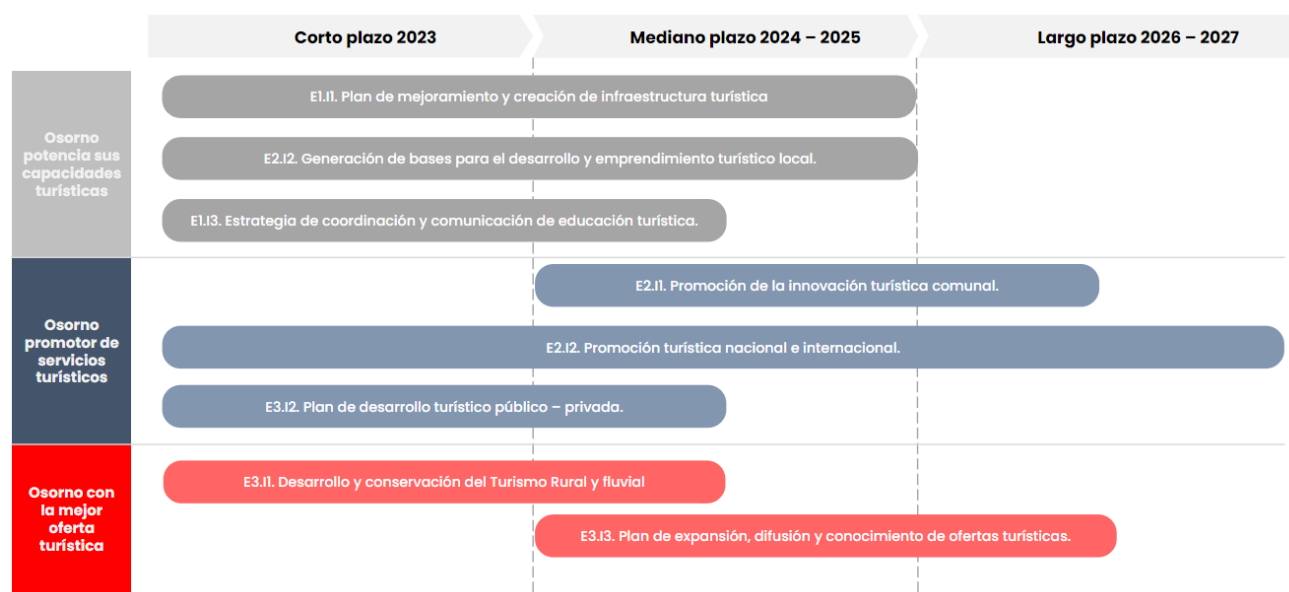 Corto plazo 2023
Mediano plazo 2024 – 2025
Largo plazo 2026 – 2027
Osorno
potencia sus
capacidades
turísticas
E1.I1. Plan de mejoramiento y creación de infraestructura turística
E2.I2. Generación de bases para el desarrollo y emprendimiento turístico local.
E1.I3. Estrategia de coordinación y comunicación de educación turística.
Osorno
promotor de
servicios
turísticos
E2.I1. Promoción de la innovación turística comunal.
E2.I2. Promoción turística nacional e internacional.
E3.I2. Plan de desarrollo turístico público – privada.
Osorno con
la mejor
oferta
turística
E3.I1. Desarrollo y conservación del Turismo Rural y fluvial
E3.I3. Plan de expansión, difusión y conocimiento de ofertas turísticas.